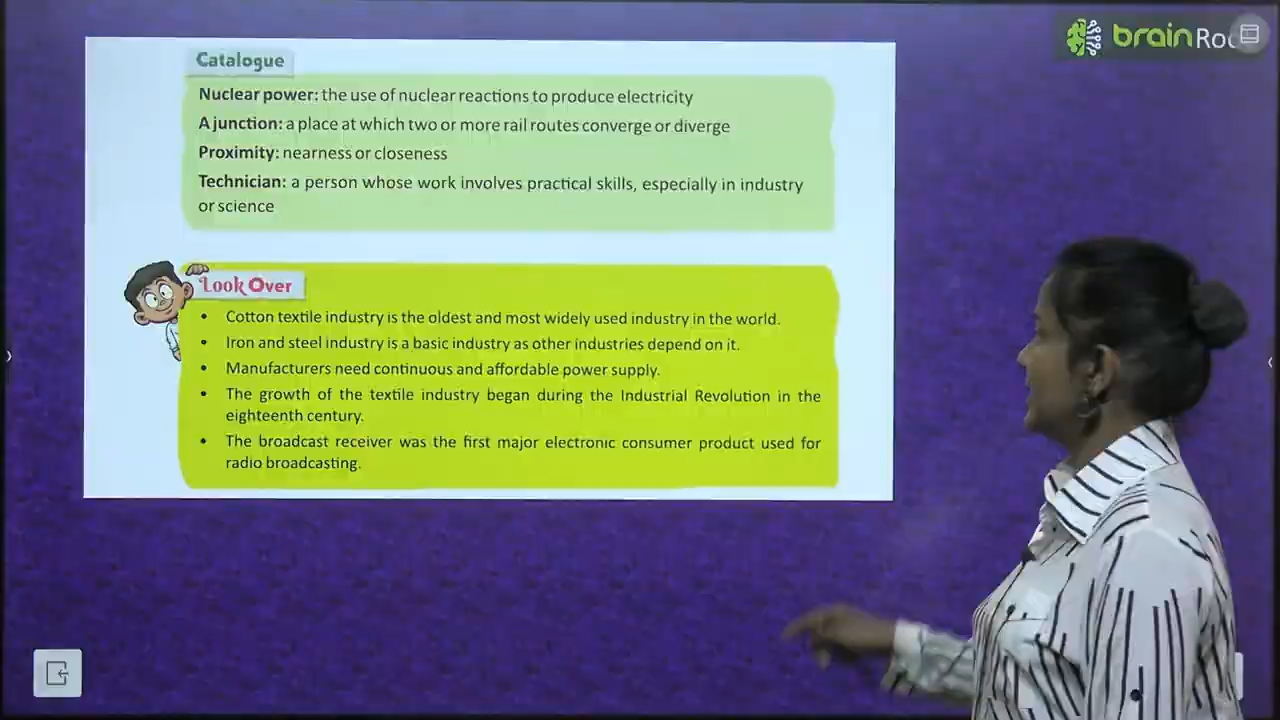 brain Ro
Catalogue
Nuclear power: the use of nuclear reactions to produce electricity
A junction: a place at which two or more rail routes converge or diverge
Proximity: nearness or closeness
Technician: a person whose work involves practical skills, especially in industry
or science
Look Over
• Cotton textile industry is the oldest and most widely used industry in the world.
• Iron and steel industry is a basic industry as other industries depend on it.
• Manufacturers need continuous and affordable power supply.
• The growth of the textile industry began during the Industrial Revolution in the
eighteenth century.
• The broadcast receiver was the first major electronic consumer product used for
radio broadcasting.